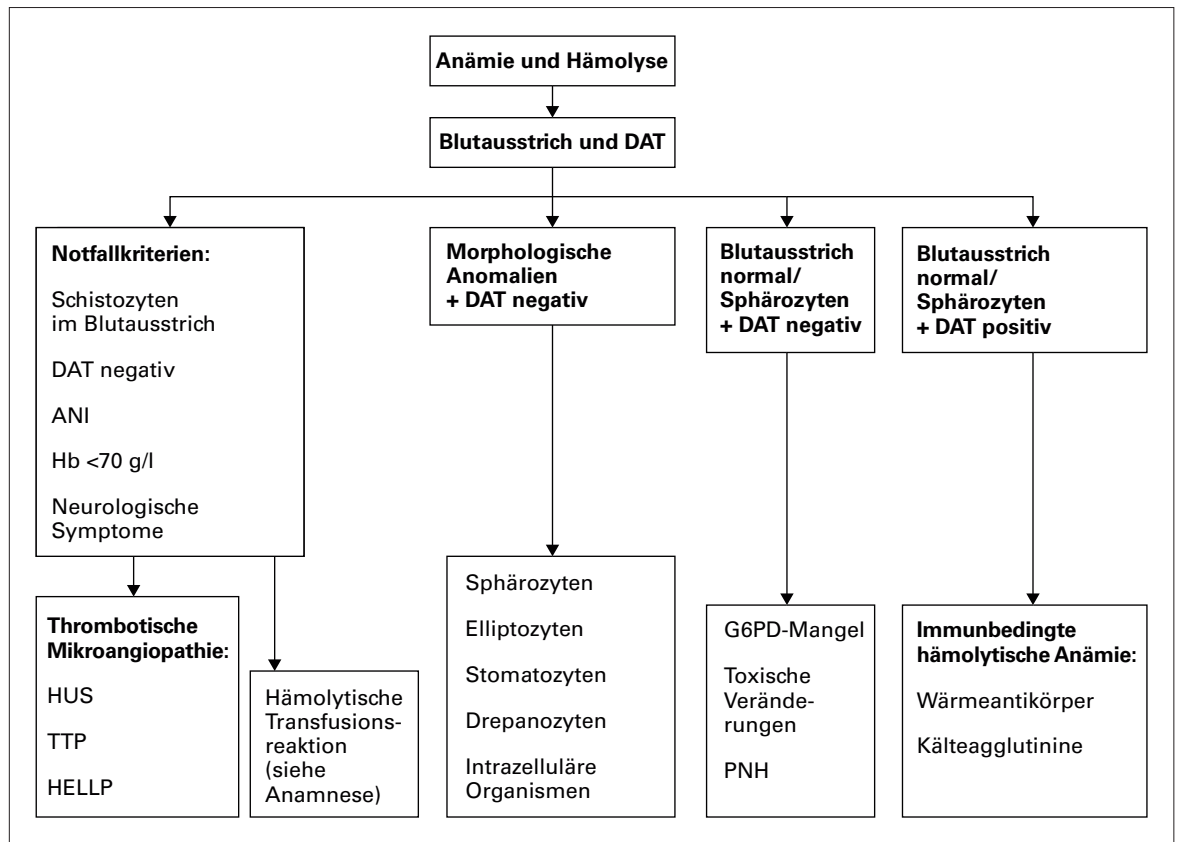 Anämie und Hämolyse
Blutausstrich und DAT
Notfallkriterien:
Schistozyten
im Blutausstrich
DAT negativ
ANI
Hb <70 g/l
Neurologische
Symptome
Morphologische
Anomalien
+ DAT negativ
Blutausstrich
normal/
Sphärozyten
+ DAT negativ
Blutausstrich
normal/
Sphärozyten
+ DAT positiv
Thrombotische
Mikroangiopathie:
HUS
TTP
HELLP
Hämolytische
Transfusions-
reaktion
(siehe
Anamnese)
Sphärozyten
Elliptozyten
Stomatozyten
Drepanozyten
Intrazelluläre
Organismen
G6PD-Mangel
Toxische
Verände-
rungen
PNH
Immunbedingte
hämolytische Anämie:
Wärmeantikörper
Kälteagglutinine